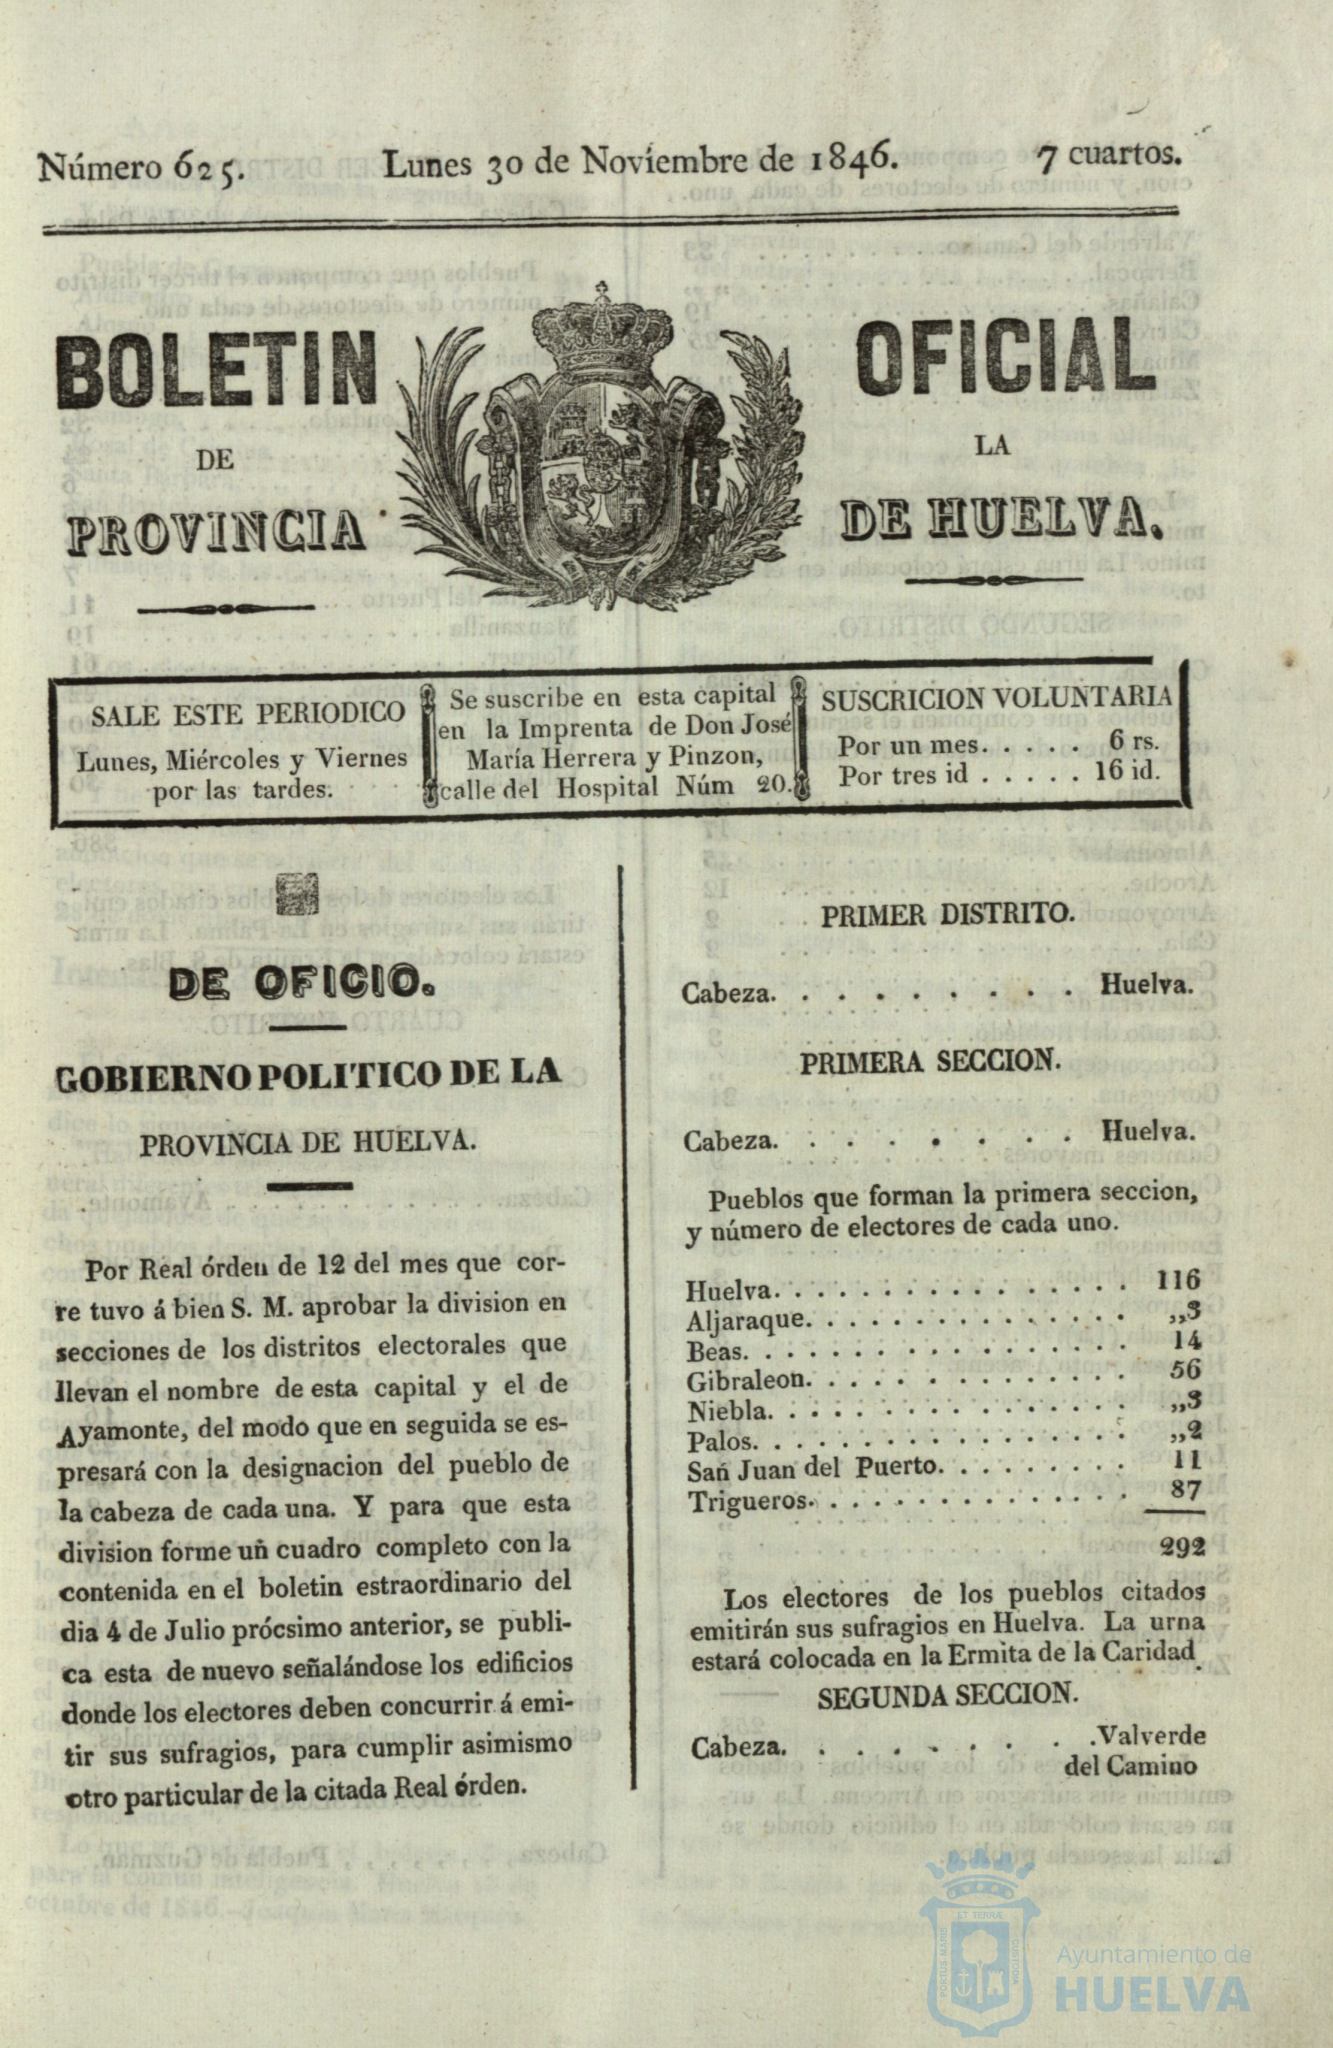 Número 625. Lunes 30 de Noviembre de 1846. 7 cuartos.
BOLETIN OFICIAL
DE LA
PROVINCIA DE HUELVA.
SALE ESTE PERIODICO
Lunes, Miércoles y Viernes
por las tardes.
Se suscribe en esta capital
en la Imprenta de Don José
María Herrera y Pinzon,
calle del Hospital Núm 20.
SUSCRICION VOLUNTARIA
Por un mes. . . . . 6 rs.
Por tres id . . . . . 16 id.
DE OFICIO.
GOBIERNO POLITICO DE LA
PROVINCIA DE HUELVA.
Por Real órden de 12 del mes que cor-
re tuvo á bien S. M. aprobar la division en
secciones de los distritos electorales que
llevan el nombre de esta capital y el de
Ayamonte, del modo que en seguida se es-
presará con la designacion del pueblo de
la cabeza de cada una. Y para que esta
division forme un cuadro completo con la
contenida en el boletin estraordinario del
dia 4 de Julio prócsimo anterior, se publi-
ca esta de nuevo señalándose los edificios
donde los electores deben concurrir á emi-
tir sus sufragios, para cumplir asimismo
otro particular de la citada Real órden.
PRIMER DISTRITO.
Cabeza. . . . . . . . . . Huelva.
PRIMERA SECCION.
Cabeza. . . . . . . . . Huelva.
Pueblos que forman la primera seccion,
y número de electores de cada uno.
Huelva. . . . . . . . . . . . . . . . . 116
Aljaraque. . . . . . . . . . . . . . . „3
Beas. . . . . . . . . . . . . . . . . . 14
Gibraleon. . . . . . . . . . . . . . . 56
Niebla. . . . . . . . . . . . . . . . . „3
Palos. . . . . . . . . . . . . . . . . . „2
San Juan del Puerto. . . . . . . . . 11
Trigueros. . . . . . . . . . . . . . . 87
292
Los electores de los pueblos citados
emitirán sus sufragios en Huelva. La urna
estará colocada en la Ermita de la Caridad.
SEGUNDA SECCION.
Cabeza. . . . . . . . .Valverde
del Camino
ET TERRÆ
PORTUS MARIS
CUSTODIA
Ayuntamiento de
HUELVA